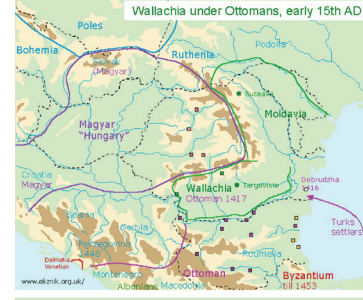 Wallachia under Ottomans, early 15th AD
Poles
Bohemia
Ruthenia
Podolia
Slovak
(Magyar)
Suceava
Moldavia
Magyar
"Hungary"
Croatia
Magyar
Wallachia
Targoviste
Ottoman 1417
Dobrudzha
1416
Turks
settlers
Bosnia
Serbia
Herzegovina
1448
Dalmatia
Venetian
Montenegro
Ottoman
Roumelia
Byzantium
till 1453
www.eliznik.org.uk/
Albanians
Macedonia